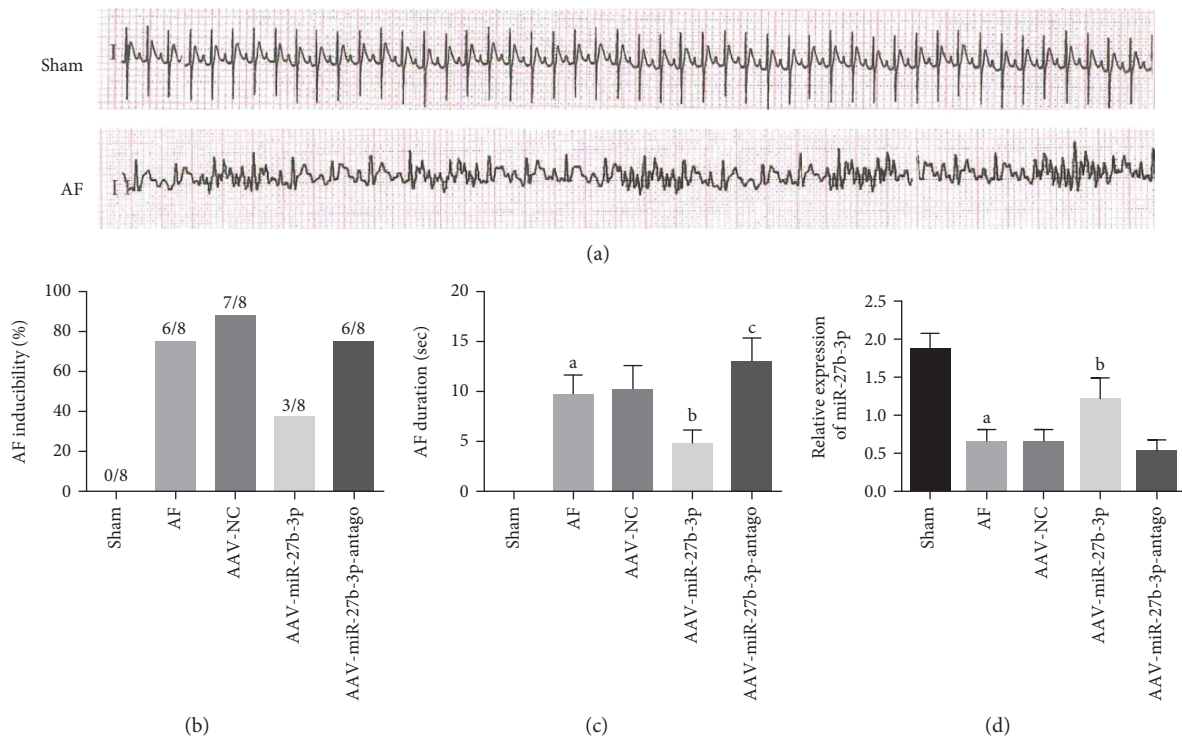 Sham
I
AF
I
(a)
AF inducibility (%)
100
80
60
40
20
0
0/8
6/8
7/8
3/8
6/8
Sham
AF
AAV-NC
AAV-miR-27b-3p
AAV-miR-27b-3p-antago
(b)
AF duration (sec)
20
15
10
5
0
a
b
c
Sham
AF
AAV-NC
AAV-miR-27b-3p
AAV-miR-27b-3p-antago
(c)
Relative expression
of miR-27b-3p
2.5
2.0
1.5
1.0
0.5
0.0
a
b
Sham
AF
AAV-NC
AAV-miR-27b-3p
AAV-miR-27b-3p-antago
(d)